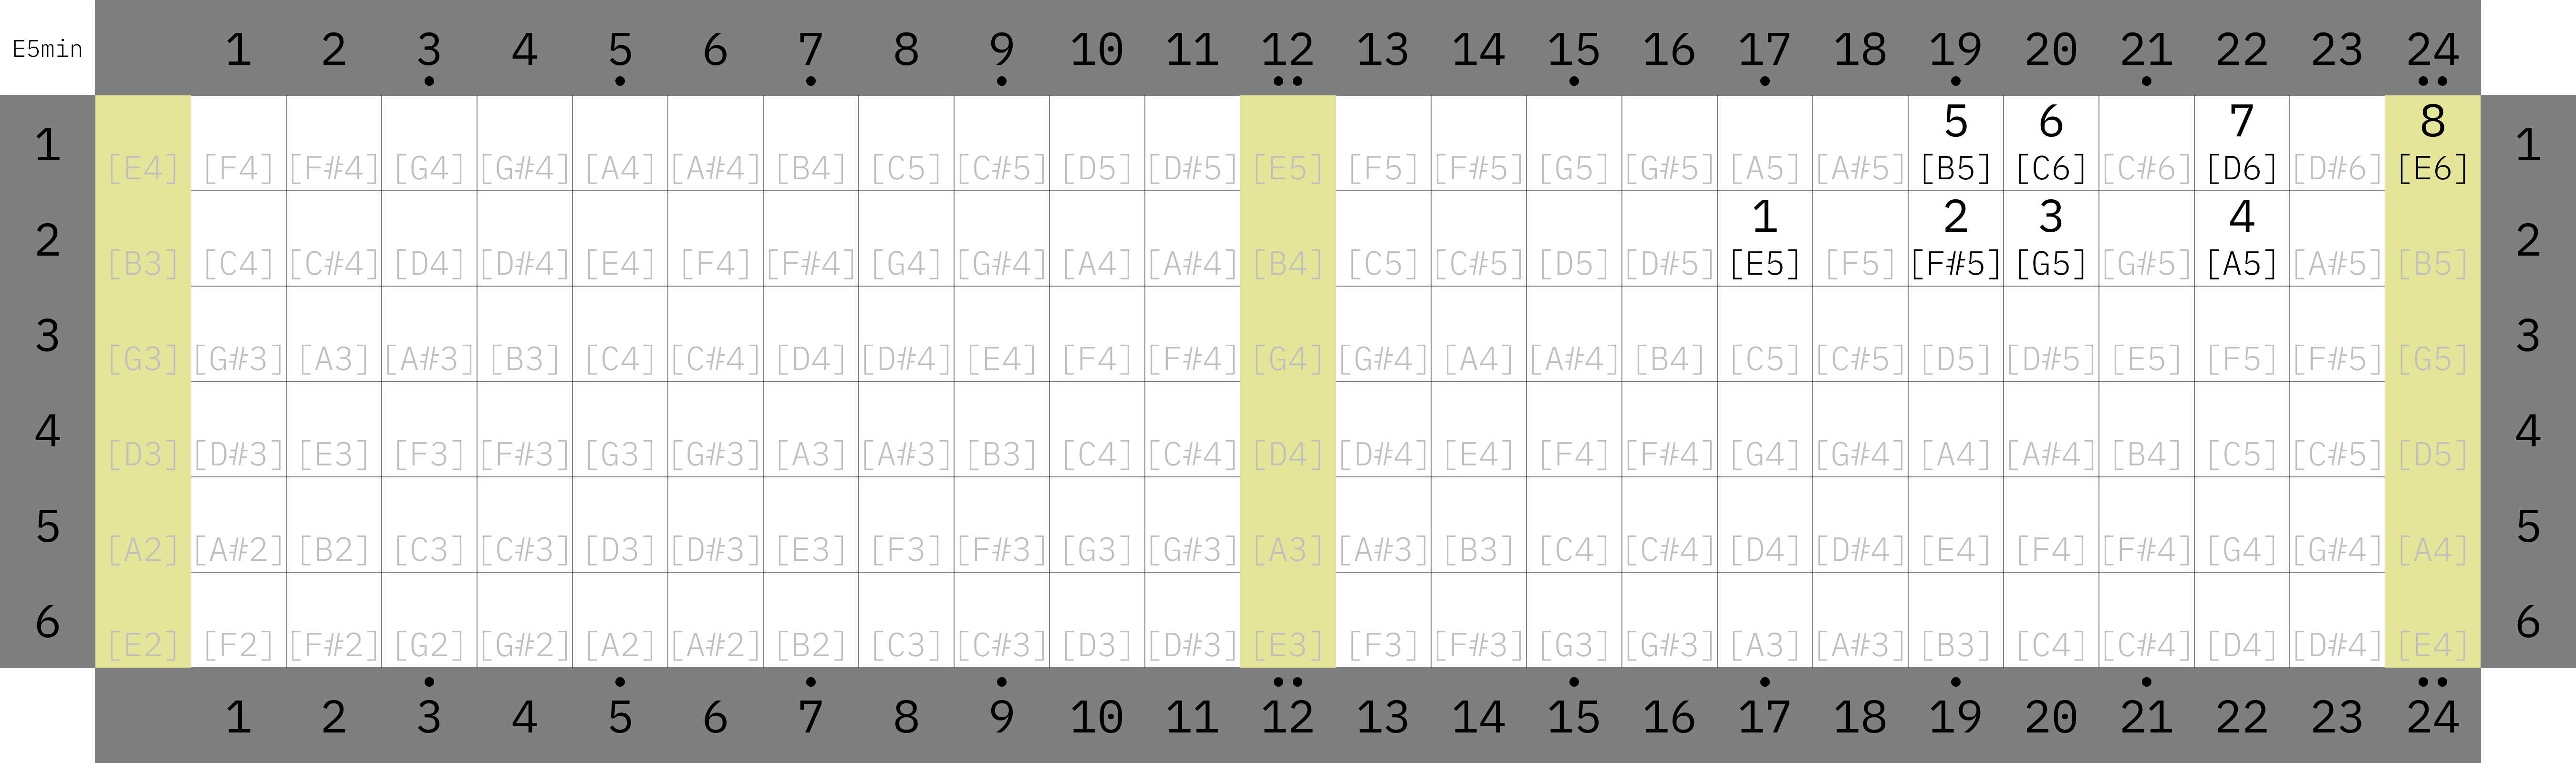 E5min 1 2 3 4 5 6 7 8 9 10 11 12 13 14 15 16 17 18 19 20 21 22 23 24
5 6 7 8
1 [E4] [F4] [F#4] [G4] [G#4] [A4] [A#4] [B4] [C5] [C#5] [D5] [D#5] [E5] [F5] [F#5] [G5] [G#5] [A5] [A#5] [B5] [C6] [C#6] [D6] [D#6] [E6] 1
1 2 3 4
2 [B3] [C4] [C#4] [D4] [D#4] [E4] [F4] [F#4] [G4] [G#4] [A4] [A#4] [B4] [C5] [C#5] [D5] [D#5] [E5] [F5] [F#5] [G5] [G#5] [A5] [A#5] [B5] 2
3 [G3] [G#3] [A3] [A#3] [B3] [C4] [C#4] [D4] [D#4] [E4] [F4] [F#4] [G4] [G#4] [A4] [A#4] [B4] [C5] [C#5] [D5] [D#5] [E5] [F5] [F#5] [G5] 3
4 [D3] [D#3] [E3] [F3] [F#3] [G3] [G#3] [A3] [A#3] [B3] [C4] [C#4] [D4] [D#4] [E4] [F4] [F#4] [G4] [G#4] [A4] [A#4] [B4] [C5] [C#5] [D5] 4
5 [A2] [A#2] [B2] [C3] [C#3] [D3] [D#3] [E3] [F3] [F#3] [G3] [G#3] [A3] [A#3] [B3] [C4] [C#4] [D4] [D#4] [E4] [F4] [F#4] [G4] [G#4] [A4] 5
6 [E2] [F2] [F#2] [G2] [G#2] [A2] [A#2] [B2] [C3] [C#3] [D3] [D#3] [E3] [F3] [F#3] [G3] [G#3] [A3] [A#3] [B3] [C4] [C#4] [D4] [D#4] [E4] 6
1 2 3 4 5 6 7 8 9 10 11 12 13 14 15 16 17 18 19 20 21 22 23 24